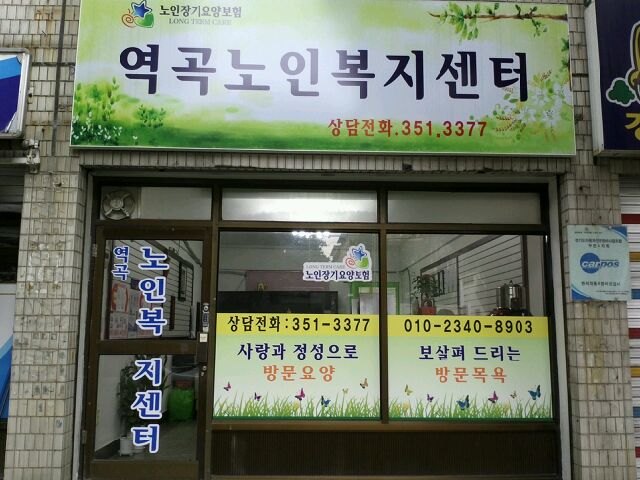 노인장기요양보험
LONG TERM CARE
역곡노인복지센터
상담전화.351.3377
역곡 노인복지센터
LONG TERM CARE
노인장기요양보험
상담전화:351-3377
사랑과 정성으로
방문요양
010-2340-8903
보살펴 드리는
방문목욕
carpos